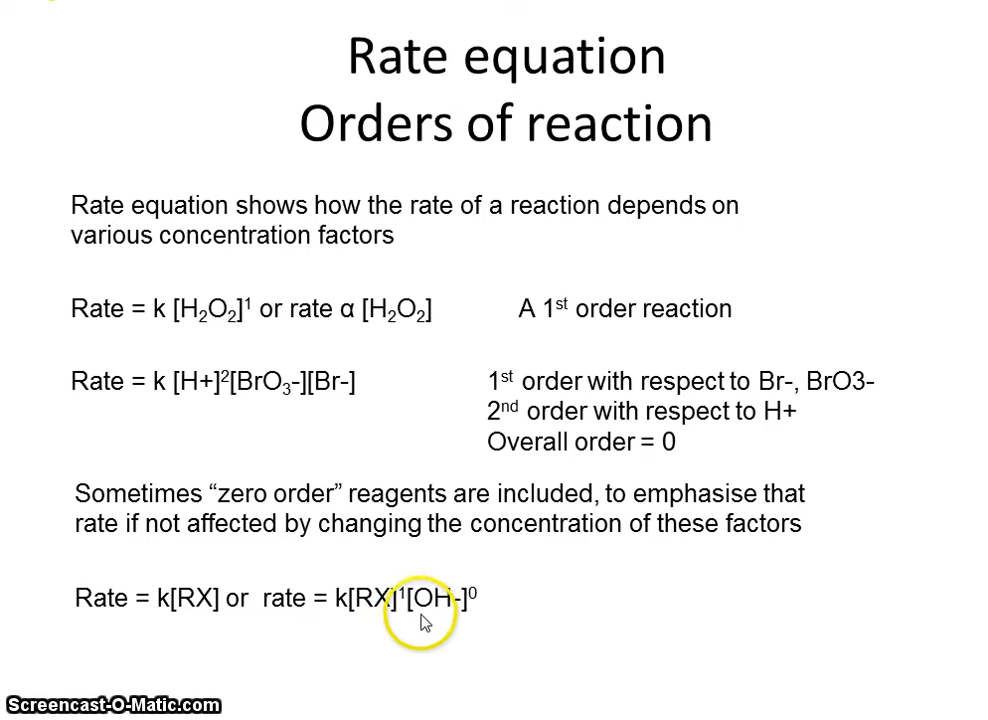 Rate equation
Orders of reaction
Rate equation shows how the rate of a reaction depends on
various concentration factors
Rate = k [H₂O₂]¹ or rate α [H₂O₂] A 1ˢᵗ order reaction
Rate = k [H+]²[BrO₃-][Br-] 1ˢᵗ order with respect to Br-, BrO3-
2ⁿᵈ order with respect to H+
Overall order = 0
Sometimes “zero order” reagents are included, to emphasise that
rate if not affected by changing the concentration of these factors
Rate = k[RX] or rate = k[RX]¹[OH-]⁰
Screencast-O-Matic.com